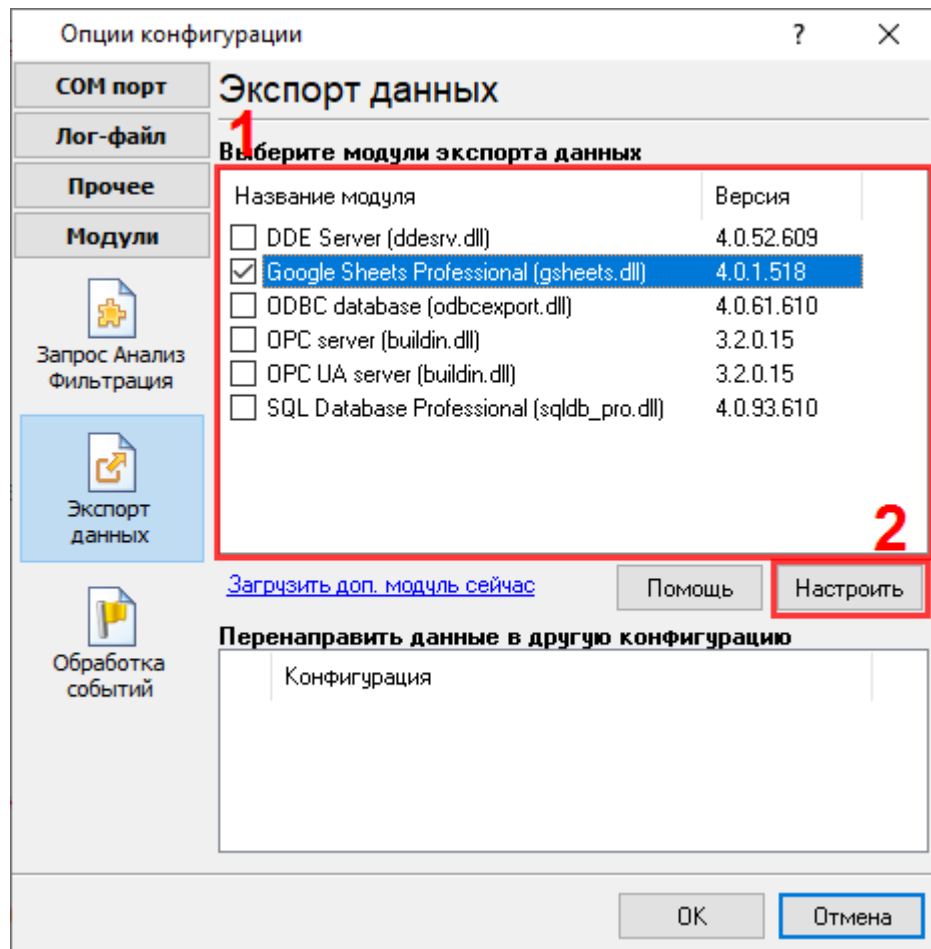 Опции конфигурации
?
COM порт
Лог-файл
Прочее
Модули
Запрос Анализ
Фильтрация
Экспорт
данных
Обработка
событий
Экспорт данных
1
Выберите модули экспорта данных
Название модуля Версия
DDE Server (ddesrv.dll) 4.0.52.609
Google Sheets Professional (gsheets.dll) 4.0.1.518
ODBC database (odbcexport.dll) 4.0.61.610
OPC server (buildin.dll) 3.2.0.15
OPC UA server (buildin.dll) 3.2.0.15
SQL Database Professional (sqldb_pro.dll) 4.0.93.610
2
Загрузить доп. модуль сейчас Помощь Настроить
Перенаправить данные в другую конфигурацию
Конфигурация
OK Отмена